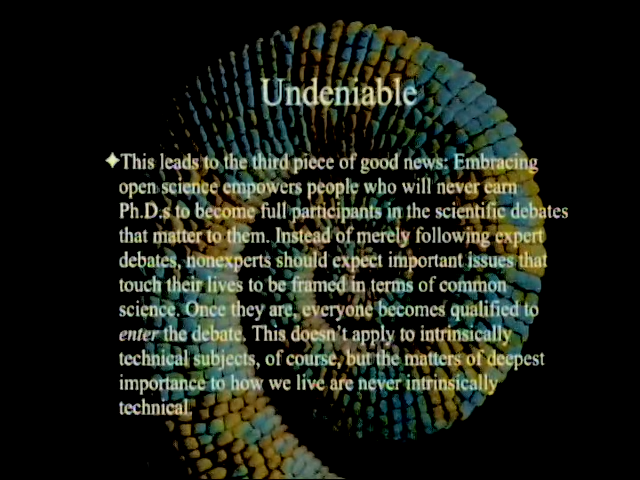 Undeniable
✦This leads to the third piece of good news: Embracing
open science empowers people who will never earn
Ph.D.s to become full participants in the scientific debates
that matter to them. Instead of merely following expert
debates, nonexperts should expect important issues that
touch their lives to be framed in terms of common
science. Once they are, everyone becomes qualified to
enter the debate. This doesn't apply to intrinsically
technical subjects, of course, but the matters of deepest
importance to how we live are never intrinsically
technical.